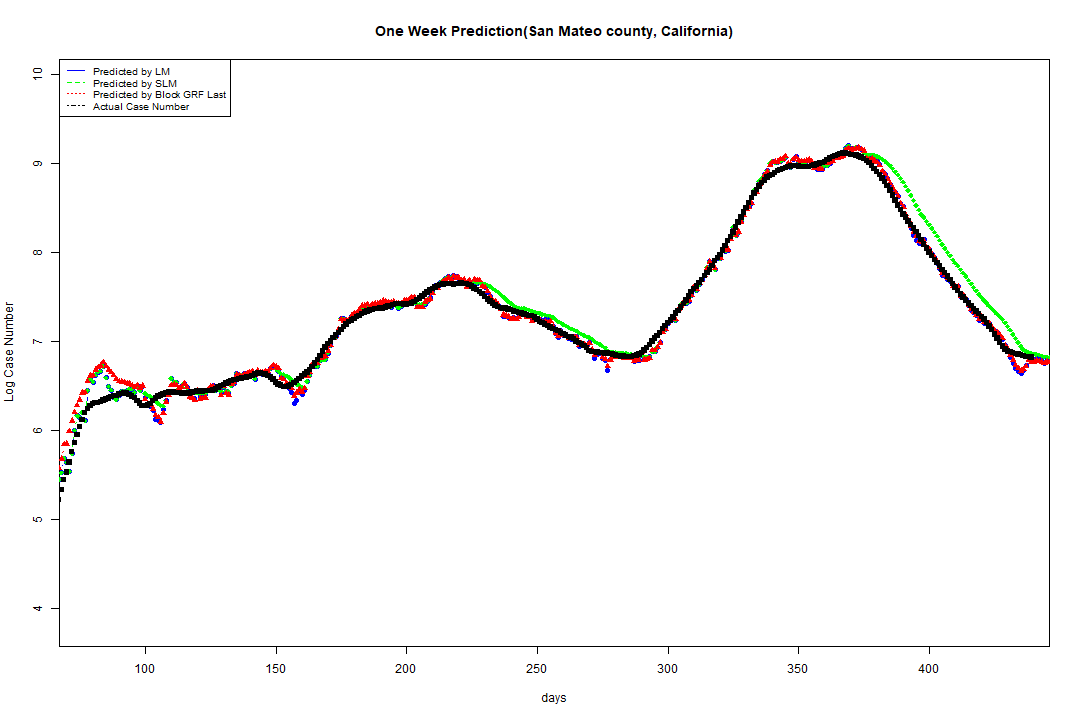 One Week Prediction(San Mateo county, California)
Predicted by LM
Predicted by SLM
Predicted by Block GRF Last
Actual Case Number
10
9
8
7
6
5
4
Log Case Number
100 150 200 250 300 350 400
days